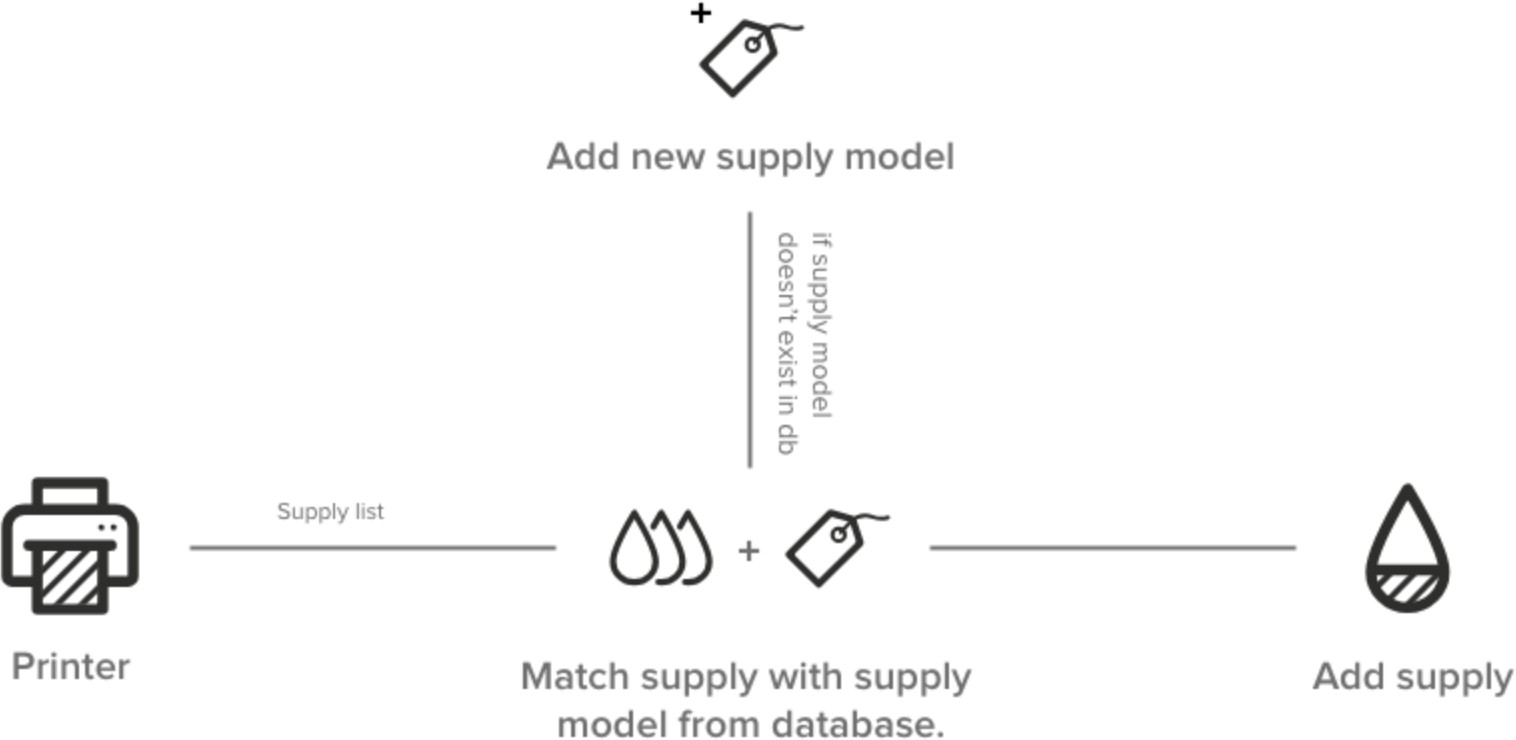 +
Add new supply model
if supply model
doesn't exist in db
Supply list
+
Printer
Match supply with supply
model from database.
Add supply